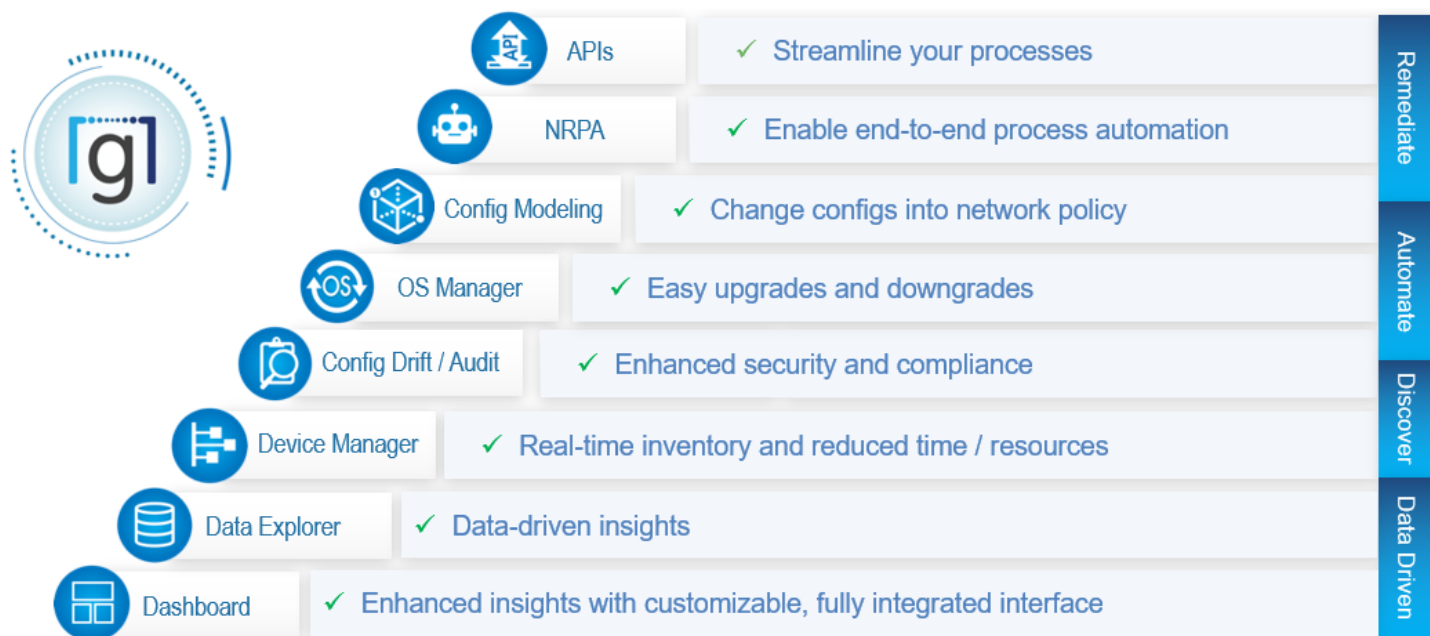 [g]
API
APIs
✓ Streamline your processes
NRPA
✓ Enable end-to-end process automation
Config Modeling
✓ Change configs into network policy
OS
OS Manager
✓ Easy upgrades and downgrades
Config Drift / Audit
✓ Enhanced security and compliance
Device Manager
✓ Real-time inventory and reduced time / resources
Data Explorer
✓ Data-driven insights
Dashboard
✓ Enhanced insights with customizable, fully integrated interface
Remediate
Automate
Discover
Data Driven